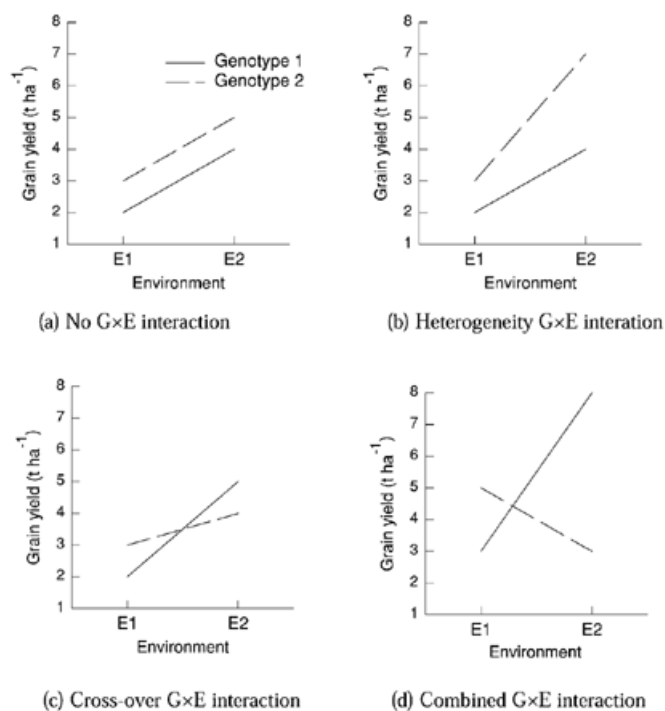 8
7
6
5
4
3
2
1
Grain yield (t ha⁻¹)
Genotype 1
Genotype 2
E1 E2
Environment
(a) No G×E interaction
8
7
6
5
4
3
2
1
Grain yield (t ha⁻¹)
E1 E2
Environment
(b) Heterogeneity G×E interation
8
7
6
5
4
3
2
1
Grain yield (t ha⁻¹)
E1 E2
Environment
(c) Cross-over G×E interaction
8
7
6
5
4
3
2
1
Grain yield (t ha⁻¹)
E1 E2
Environment
(d) Combined G×E interaction